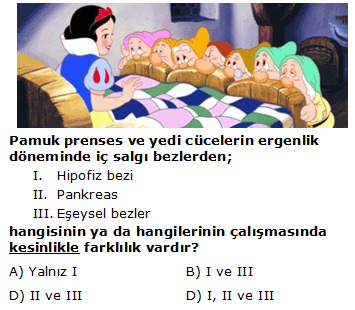 Pamuk prenses ve yedi cücelerin ergenlik
döneminde iç salgı bezlerden;
I. Hipofiz bezi
II. Pankreas
III. Eşeysel bezler
hangisinin ya da hangilerinin çalışmasında
kesinlikle farklılık vardır?
A) Yalnız I B) I ve III
D) II ve III D) I, II ve III